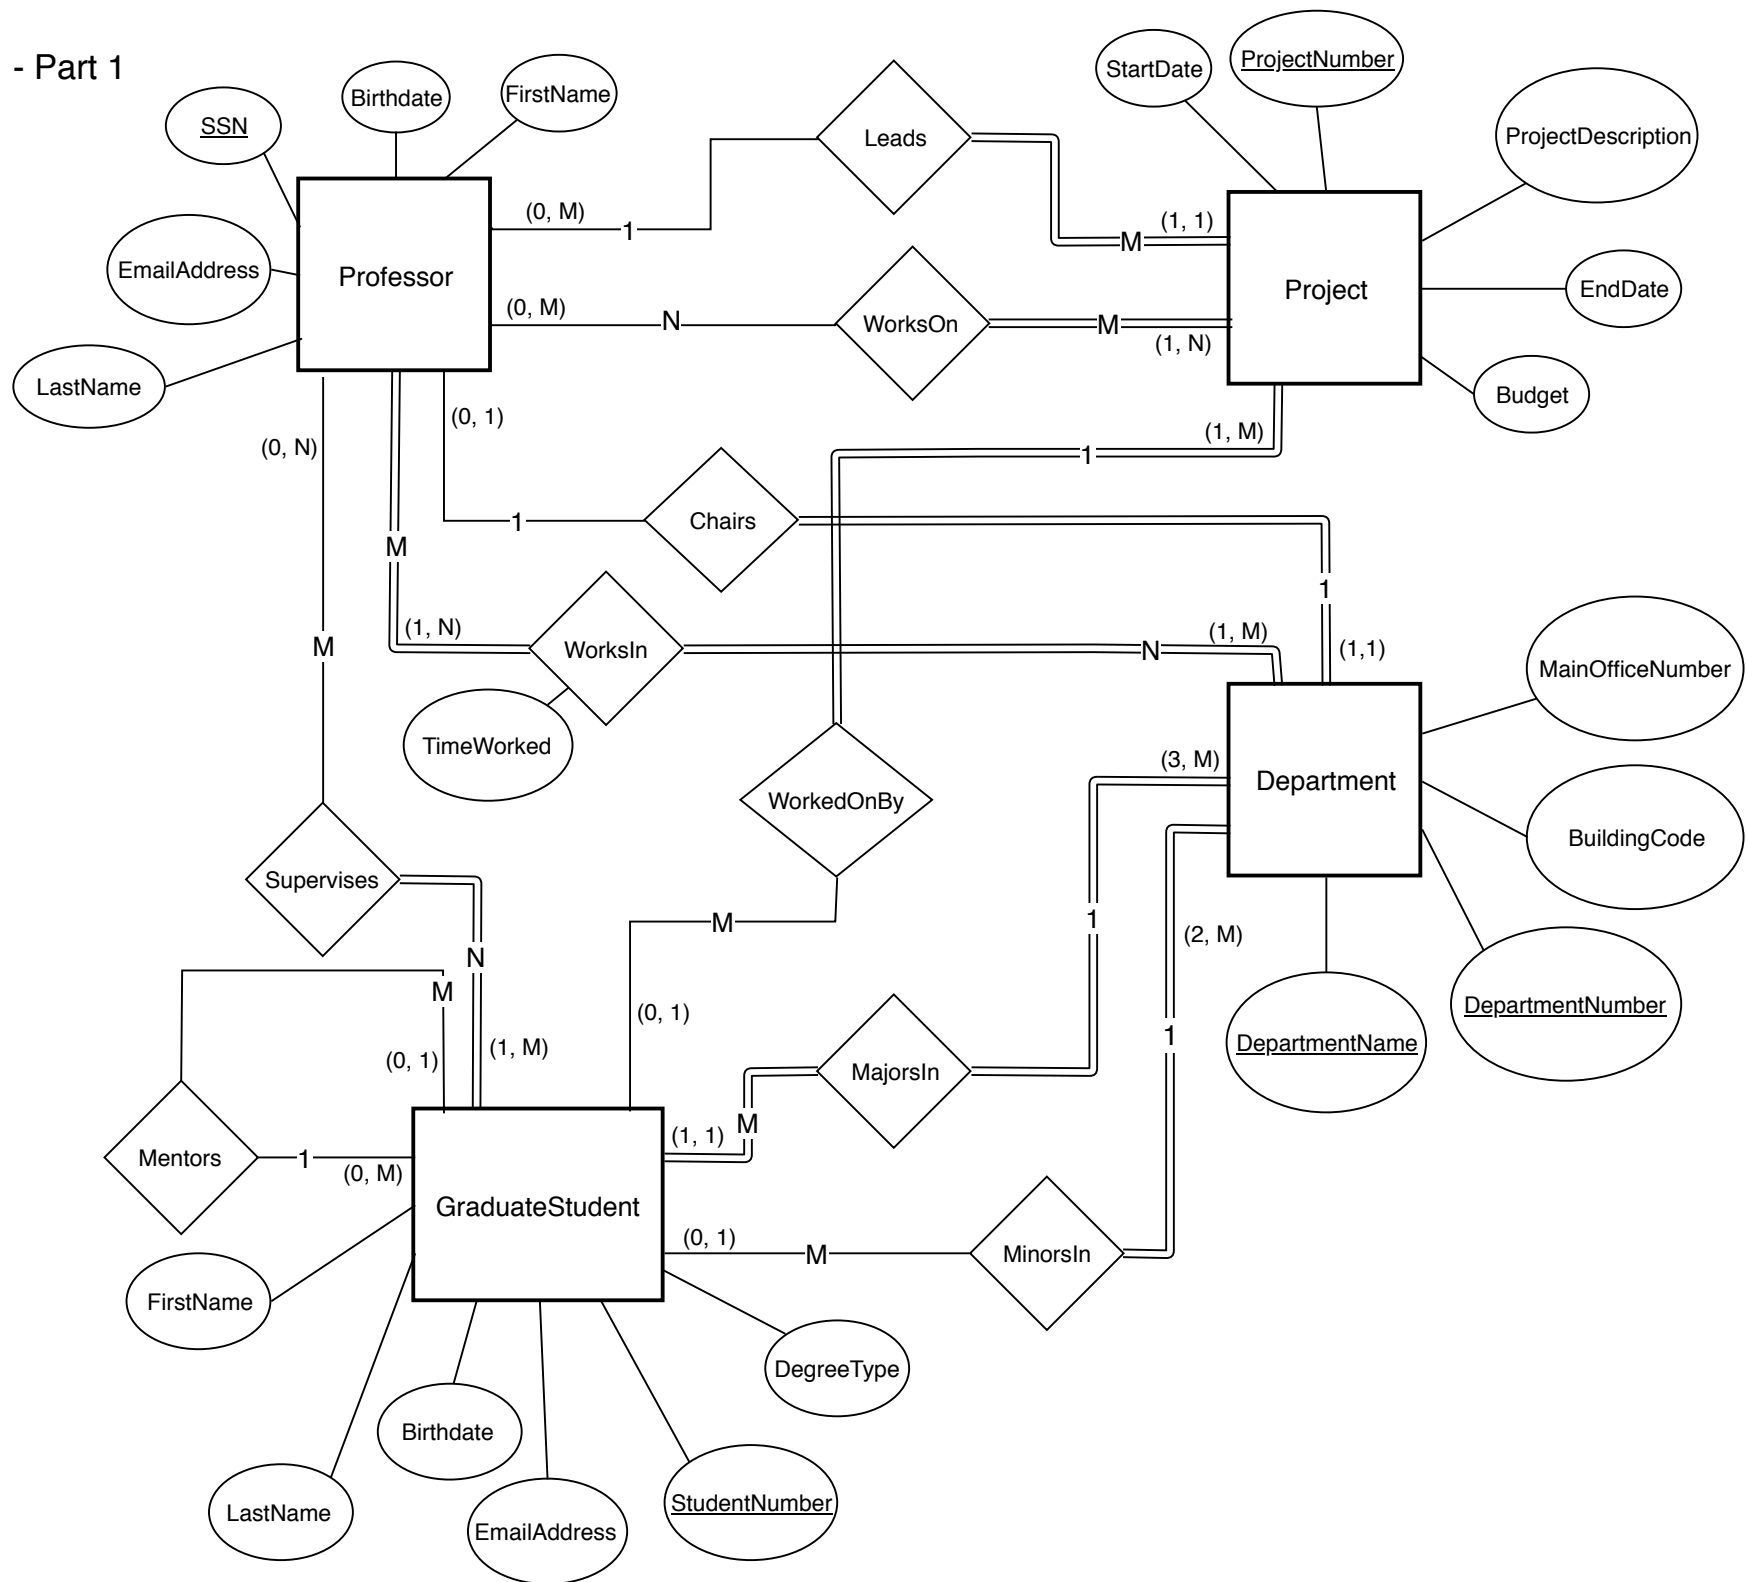 - Part 1
StartDate
ProjectNumber
Birthdate
FirstName
SSN
Leads
ProjectDescription
(0, M)
1
(1, 1)
M
EmailAddress
Professor
Project
EndDate
(0, M)
N
WorksOn
M
(1, N)
LastName
Budget
(0, 1)
(0, N)
(1, M)
1
Chairs
1
M
1
(1, N)
WorksIn
(1, M)
N
(1,1)
M
MainOfficeNumber
TimeWorked
(3, M)
Department
WorkedOnBy
BuildingCode
Supervises
1
M
(2, M)
N
M
(0, 1)
DepartmentNumber
1
DepartmentName
(0, 1)
(1, M)
MajorsIn
M
(1, 1)
Mentors
1
(0, M)
GraduateStudent
(0, 1)
M
MinorsIn
FirstName
DegreeType
Birthdate
StudentNumber
LastName
EmailAddress